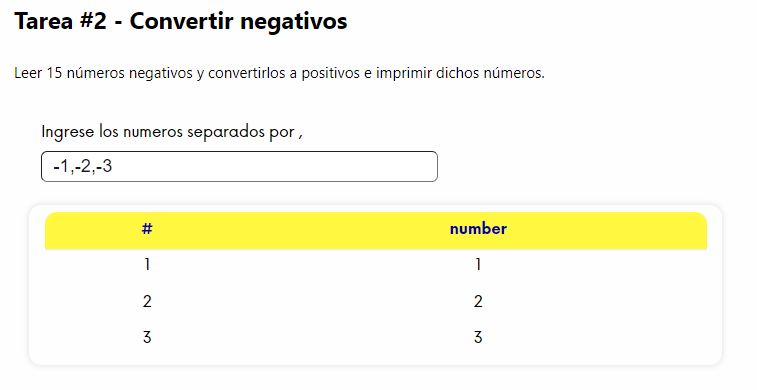 Tarea #2 - Convertir negativos
Leer 15 números negativos y convertirlos a positivos e imprimir dichos números.
Ingrese los numeros separados por ,
-1,-2,-3
# number
1 1
2 2
3 3